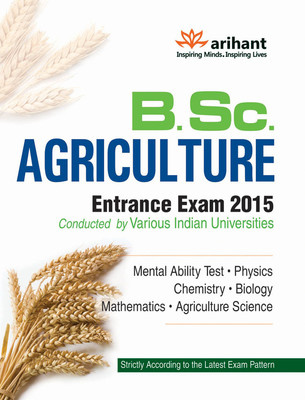 arihant
Inspiring Minds, Inspiring Lives
B.Sc.
AGRICULTURE
Entrance Exam 2015
Conducted by Various Indian Universities
Mental Ability Test • Physics
Chemistry • Biology
Mathematics • Agriculture Science
Strictly According to the Latest Exam Pattern